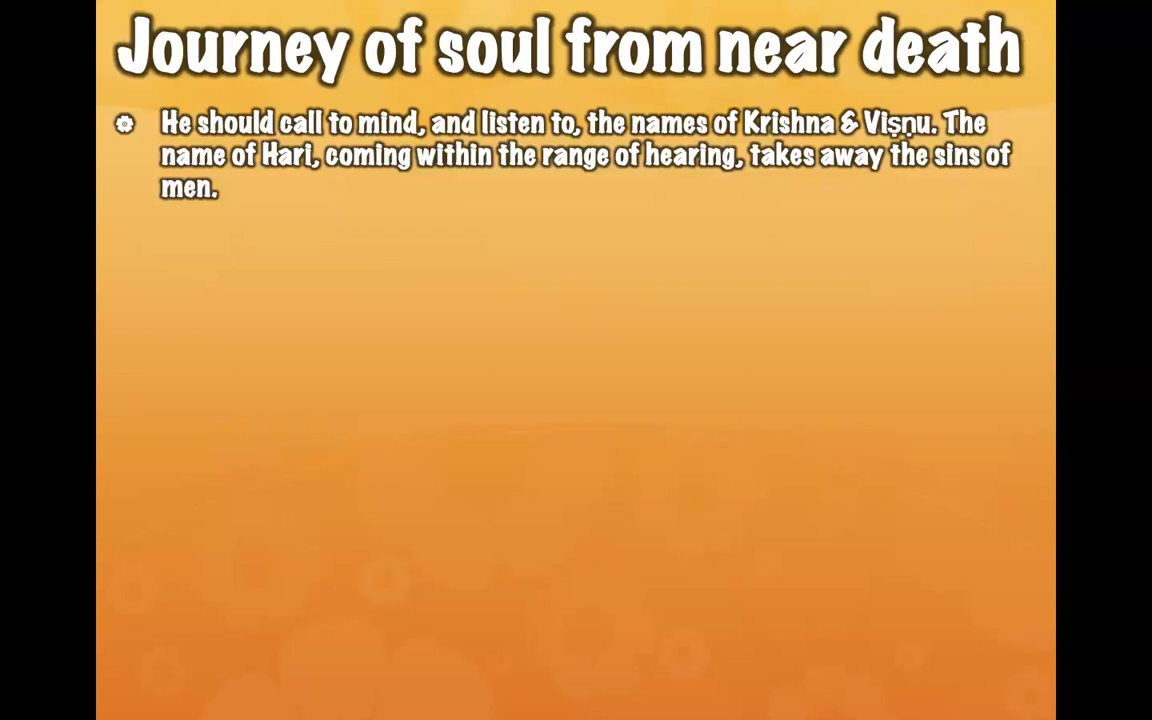 Journey of soul from near death
He should call to mind, and listen to, the names of Krishna & Viṣṇu. The
name of Hari, coming within the range of hearing, takes away the sins of
men.